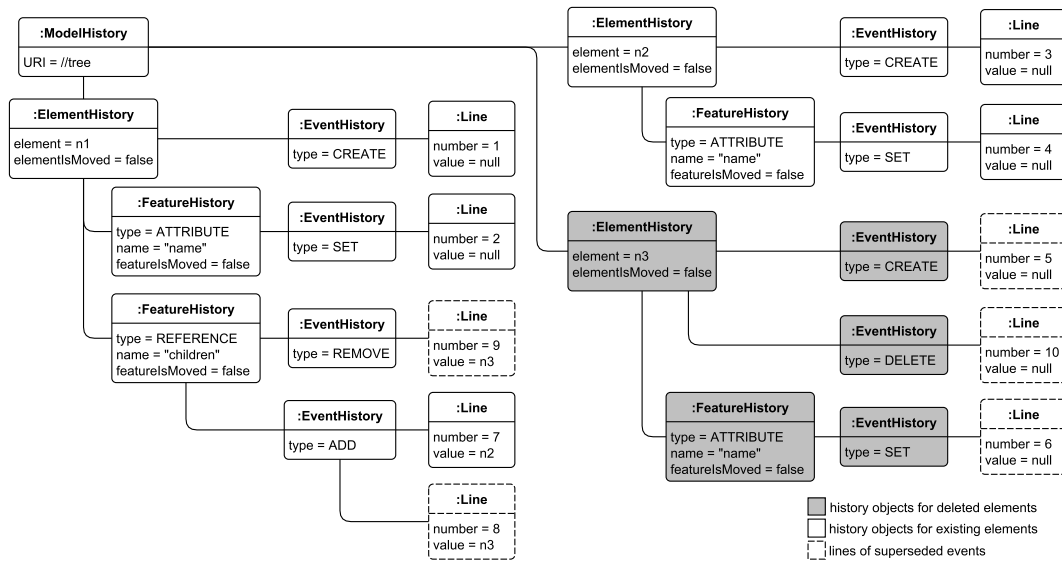 :ModelHistory
URI = //tree
:ElementHistory
element = n1
elementIsMoved = false
:EventHistory
type = CREATE
:Line
number = 1
value = null
:FeatureHistory
type = ATTRIBUTE
name = "name"
featureIsMoved = false
:EventHistory
type = SET
:Line
number = 2
value = null
:FeatureHistory
type = REFERENCE
name = "children"
featureIsMoved = false
:EventHistory
type = REMOVE
:Line
number = 9
value = n3
:EventHistory
type = ADD
:Line
number = 7
value = n2
:Line
number = 8
value = n3
:ElementHistory
element = n2
elementIsMoved = false
:EventHistory
type = CREATE
:Line
number = 3
value = null
:FeatureHistory
type = ATTRIBUTE
name = "name"
featureIsMoved = false
:EventHistory
type = SET
:Line
number = 4
value = null
:ElementHistory
element = n3
elementIsMoved = false
:EventHistory
type = CREATE
:Line
number = 5
value = null
:EventHistory
type = DELETE
:Line
number = 10
value = null
:FeatureHistory
type = ATTRIBUTE
name = "name"
featureIsMoved = false
:EventHistory
type = SET
:Line
number = 6
value = null
history objects for deleted elements
history objects for existing elements
lines of superseded events